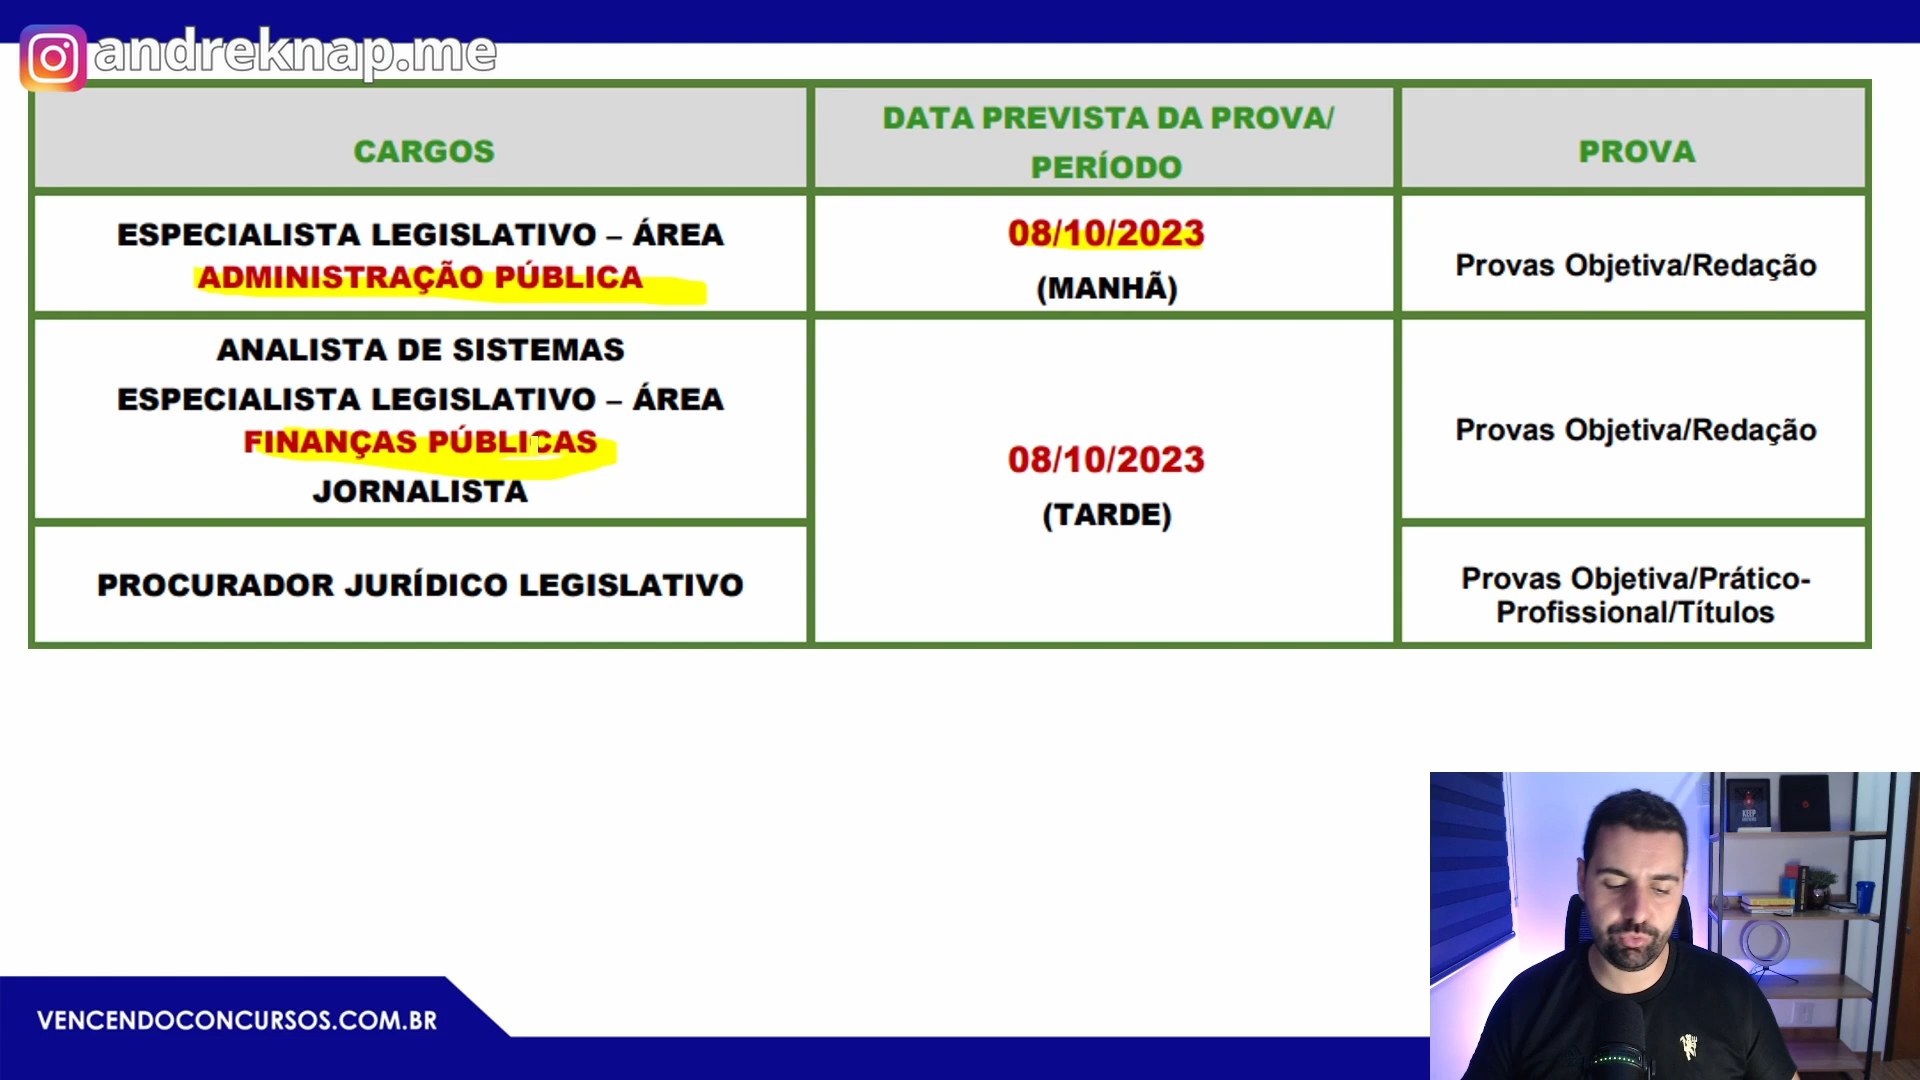 andreknap.me
CARGOS
DATA PREVISTA DA PROVA/
PERÍODO
PROVA
ESPECIALISTA LEGISLATIVO – ÁREA
ADMINISTRAÇÃO PÚBLICA
08/10/2023
(MANHÃ)
Provas Objetiva/Redação
ANALISTA DE SISTEMAS
ESPECIALISTA LEGISLATIVO – ÁREA
FINANÇAS PÚBLICAS
JORNALISTA
08/10/2023
(TARDE)
Provas Objetiva/Redação
PROCURADOR JURÍDICO LEGISLATIVO
Provas Objetiva/Prático-
Profissional/Títulos
KEEP
VENCENDOCONCURSOS.COM.BR